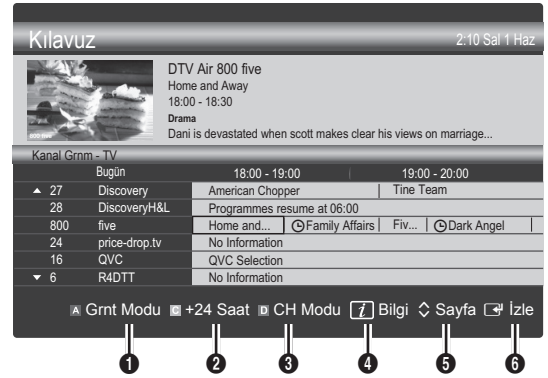 Kılavuz 2:10 Sal 1 Haz
DTV Air 800 five
Home and Away
18:00 - 18:30
Drama
Dani is devastated when scott makes clear his views on marriage...
800 five
Kanal Grnm - TV
Bugün 18:00 - 19:00 19:00 - 20:00
▲ 27 Discovery American Chopper Tine Team
28 DiscoveryH&L Programmes resume at 06:00
800 five Home and... Family Affairs Fiv... Dark Angel
24 price-drop.tv No Information
16 QVC QVC Selection
▼ 6 R4DTT No Information
A Grnt Modu C +24 Saat D CH Modu i Bilgi Sayfa İzle
1 2 3 4 5 6